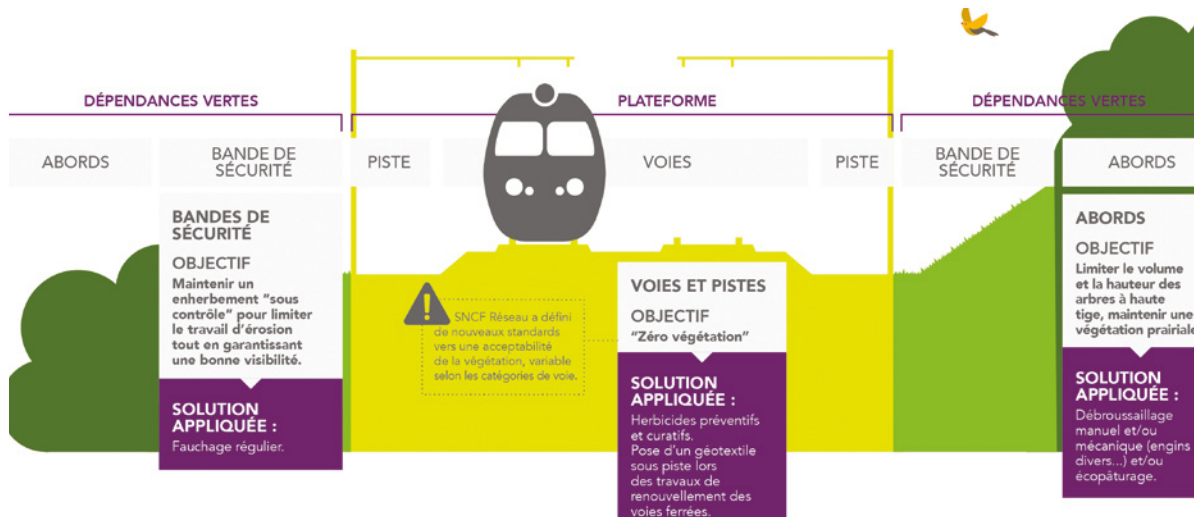 DÉPENDANCES VERTES
PLATEFORME
DÉPENDANCES VERTES
ABORDS
BANDE DE
SÉCURITÉ
PISTE
VOIES
PISTE
BANDE DE
SÉCURITÉ
ABORDS
BANDES DE
SÉCURITÉ
OBJECTIF
Maintenir un
enherbement "sous
contrôle" pour limiter
le travail d'érosion
tout en garantissant
une bonne visibilité.
SOLUTION
APPLIQUÉE :
Fauchage régulier.
SNCF Réseau a défini
de nouveaux standards
vers une acceptabilité
de la végétation, variable
selon les catégories de voie.
VOIES ET PISTES
OBJECTIF
"Zéro végétation"
SOLUTION
APPLIQUÉE :
Herbicides préventifs
et curatifs.
Pose d'un géotextile
sous piste lors
des travaux de
renouvellement des
voies ferrées.
ABORDS
OBJECTIF
Limiter le volume
et la hauteur des
arbres à haute
tige, maintenir une
végétation prairiale
SOLUTION
APPLIQUÉE :
Débroussaillage
manuel et/ou
mécanique (engins
divers...) et/ou
écopâturage.